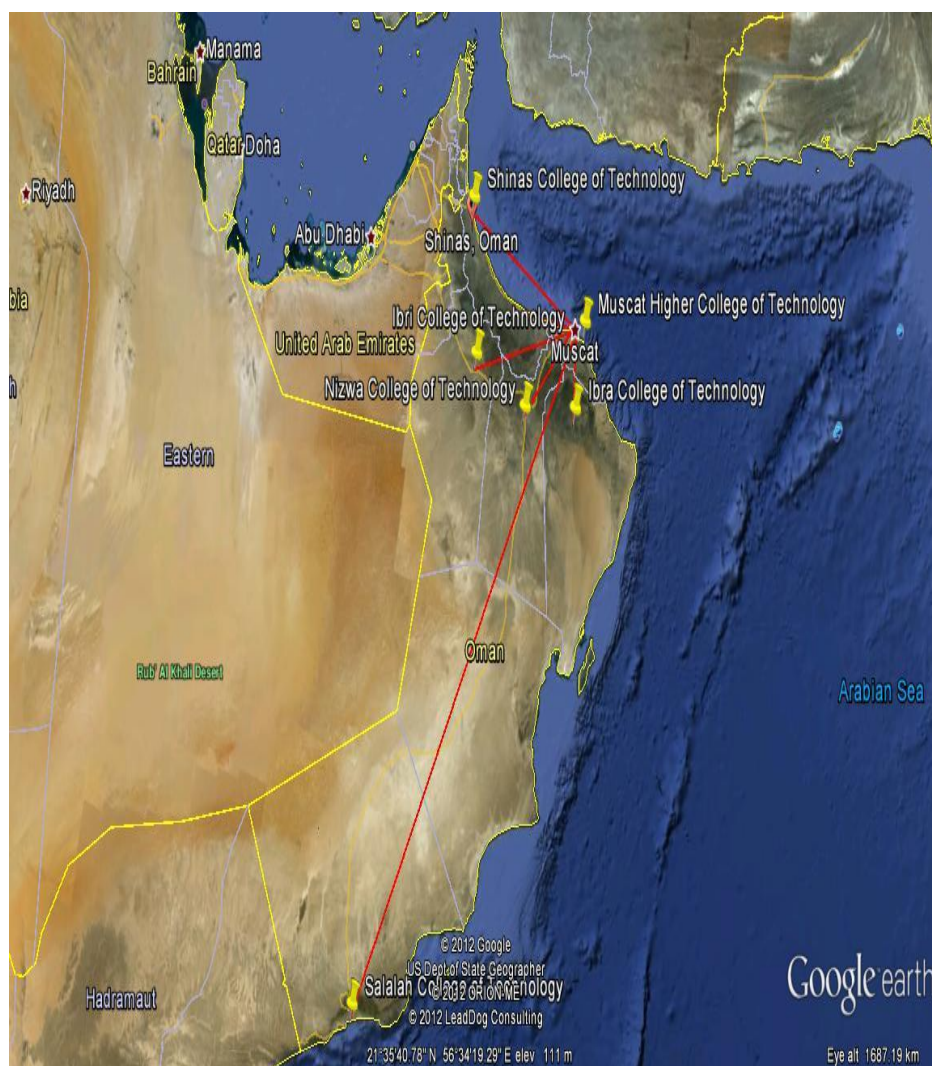 Manama
Bahrain
Qatar Doha
Riyadh
Shinas College of Technology
Abu Dhabi
Shinas, Oman
bia
Muscat Higher College of Technology
Ibri College of Technology
United Arab Emirates
Muscat
h
Nizwa College of Technology
Ibra College of Technology
Eastern
Oman
Rub' Al Khali Desert
Arabian Sea
© 2012 Google
US Dept of State Geographer
Salalah College of Technology
© 2012 ORION-ME
Hadramaut
© 2012 LeadDog Consulting
Google earth
21°35'40.78" N 56°34'19.29" E elev 111 m
Eye alt 1687.19 km